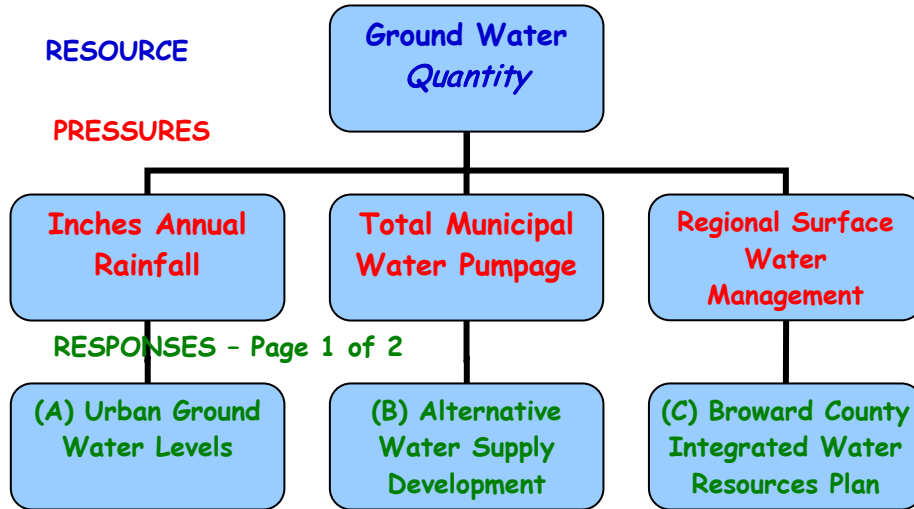 Ground Water
RESOURCE
Quantity
PRESSURES
Inches Annual
Rainfall
Total Municipal
Water Pumpage
Regional Surface
Water
Management
RESPONSES – Page 1 of 2
(A) Urban Ground
Water Levels
(B) Alternative
Water Supply
Development
(C) Broward County
Integrated Water
Resources Plan